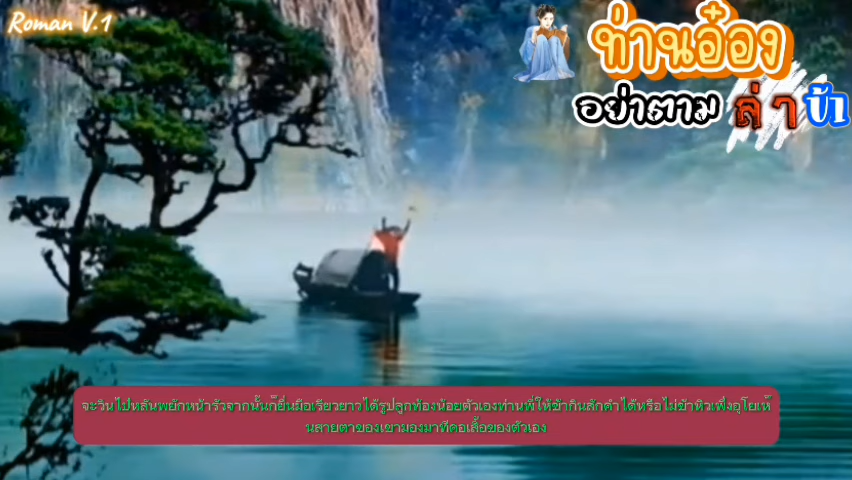 Roman V.1
ท่านอ๋อง
อย่าตาม ล่า ข้า
จะวินไปหลันพยักหน้ารัวจากนั้นก็ยื่นมือเรียวยาวได้รูปลูกท้องน้อยตัวเองท่านพี่ให้ข้ากินสักคำได้หรือไม่ข้าหิวเพิ่งอุโยเห็
นสายตาของเขามองมาที่คอเสื้อของตัวเอง